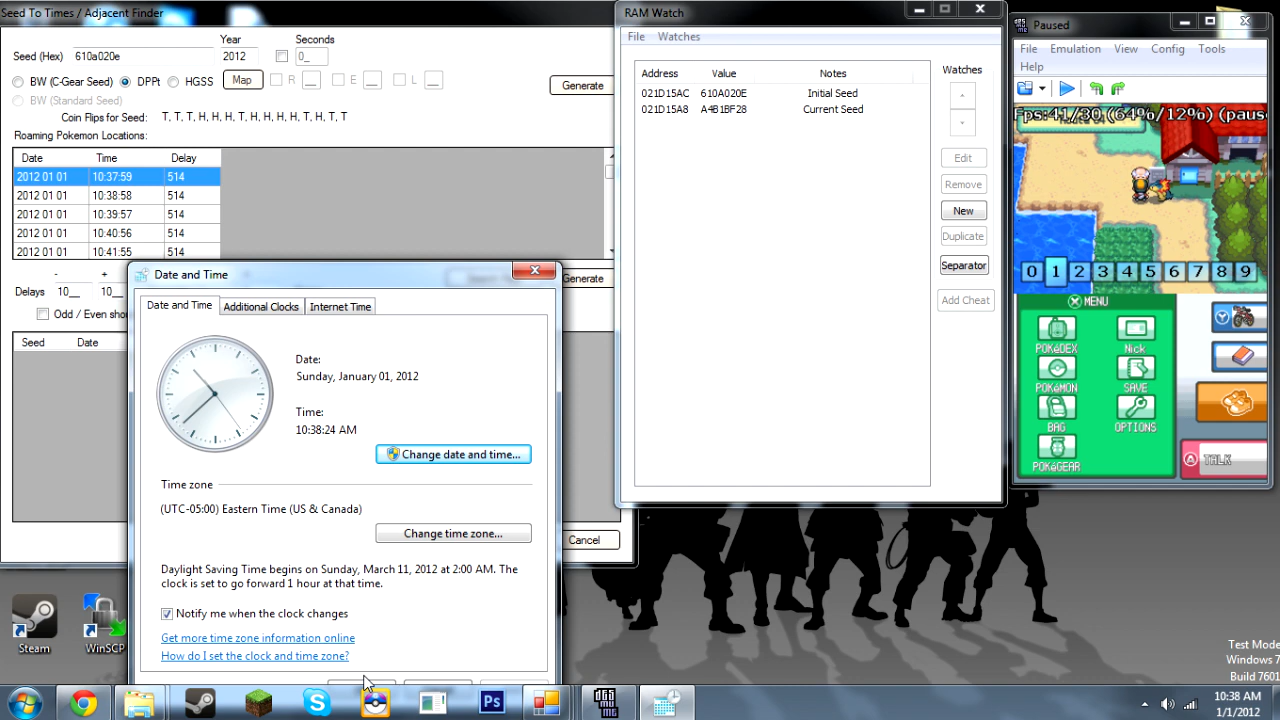 Seed To Times / Adjacent Finder
Seed (Hex) 610a020e
Year
2012
Seconds
0_
BW (C-Gear Seed) DPPt HGSS Map R __ E __ L __
BW (Standard Seed)
Generate
Coin Flips for Seed: T, T, T, H, H, H, T, H, H, H, H, T, H, T, T
Roaming Pokemon Locations:
Date Time Delay
2012 01 01 10:37:59 514
2012 01 01 10:38:58 514
2012 01 01 10:39:57 514
2012 01 01 10:40:56 514
2012 01 01 10:41:55 514
- +
Delays 10__ 10__
Generate
Odd / Even sho
Seed Date
Cancel
Date and Time
Date and Time Additional Clocks Internet Time
Date:
Sunday, January 01, 2012
Time:
10:38:24 AM
Change date and time...
Time zone
(UTC-05:00) Eastern Time (US & Canada)
Change time zone...
Daylight Saving Time begins on Sunday, March 11, 2012 at 2:00 AM. The
clock is set to go forward 1 hour at that time.
Notify me when the clock changes
Get more time zone information online
How do I set the clock and time zone?
RAM Watch
File Watches
Address Value Notes
021D15AC 610A020E Initial Seed
021D15A8 A4B1BF28 Current Seed
Watches
Edit
Remove
New
Duplicate
Separator
Add Cheat
Paused
File Emulation View Config Tools
Help
Fps:41/30 (64%/12%) (pause
0 1 2 3 4 5 6 7 8 9
X MENU
POKéDEX
Nick
POKéMON
SAVE
BAG
OPTIONS
POKéGEAR
Y
A TALK
Steam
WinSCP
Test Mode
Windows 7
Build 7601
Ps
10:38 AM
1/1/2012